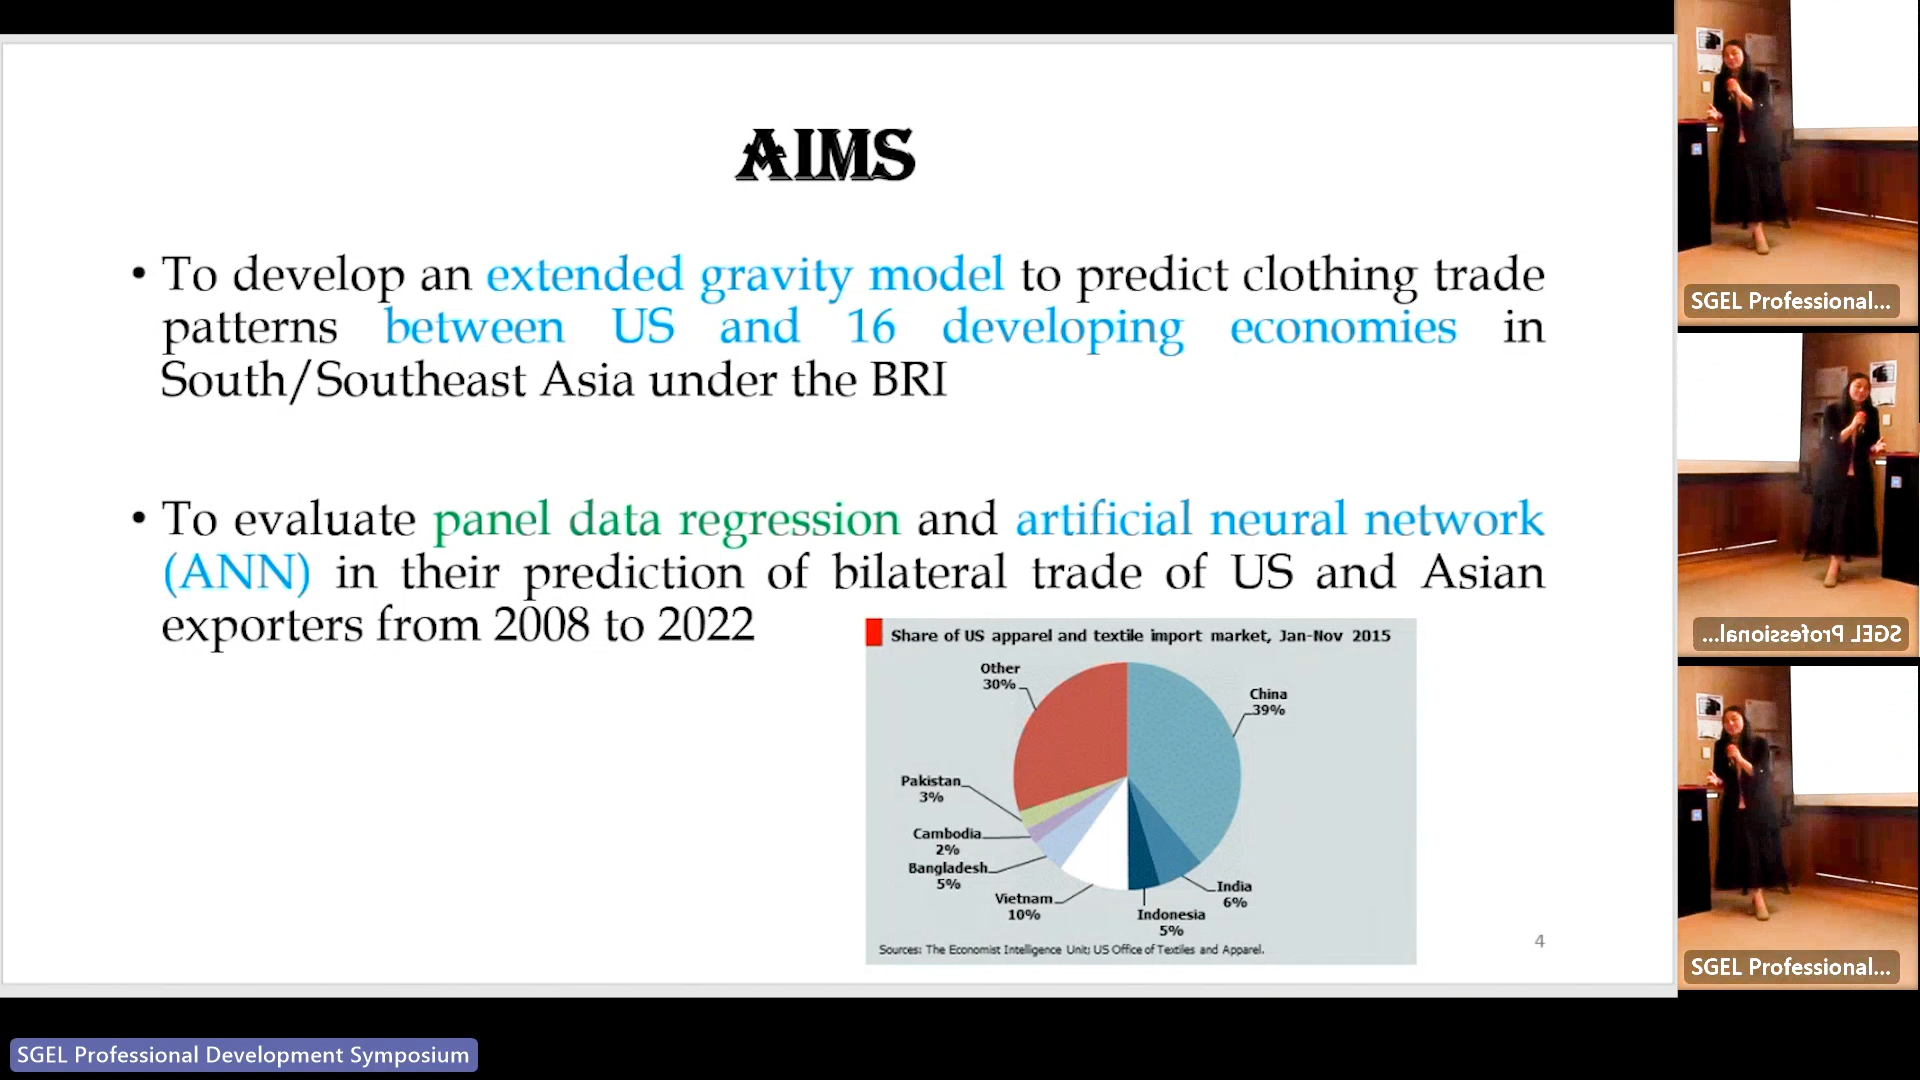 AIMS
• To develop an extended gravity model to predict clothing trade
patterns between US and 16 developing economies in
South/Southeast Asia under the BRI
• To evaluate panel data regression and artificial neural network
(ANN) in their prediction of bilateral trade of US and Asian
exporters from 2008 to 2022
Share of US apparel and textile import market, Jan-Nov 2015
Other
30%
China
39%
Pakistan
3%
Cambodia
2%
Bangladesh
5%
Vietnam
10%
Indonesia
5%
India
6%
Sources: The Economist Intelligence Unit; US Office of Textiles and Apparel.
4
SGEL Professional...
SGEL Professional...
SGEL Professional...
SGEL Professional Development Symposium